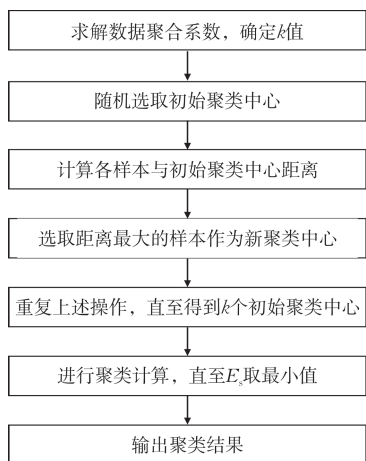 求解数据聚合系数，确定k值
随机选取初始聚类中心
计算各样本与初始聚类中心距离
选取距离最大的样本作为新聚类中心
重复上述操作，直至得到k个初始聚类中心
进行聚类计算，直至Es取最小值
输出聚类结果